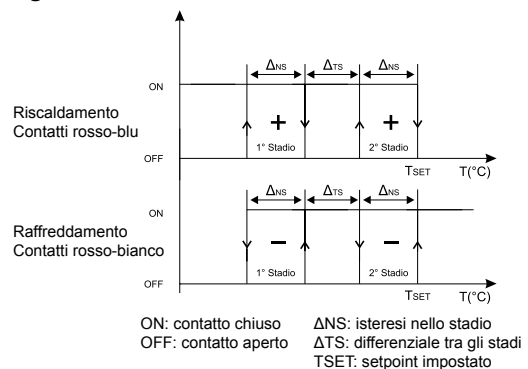 ΔNS ΔTS ΔNS
ON
Riscaldamento
Contatti rosso-blu
+ +
1° Stadio 2° Stadio
OFF
TSET T(°C)
ΔNS ΔTS ΔNS
ON
Raffreddamento
Contatti rosso-bianco
− −
1° Stadio 2° Stadio
OFF
TSET T(°C)
ON: contatto chiuso ΔNS: isteresi nello stadio
OFF: contatto aperto ΔTS: differenziale tra gli stadi
TSET: setpoint impostato